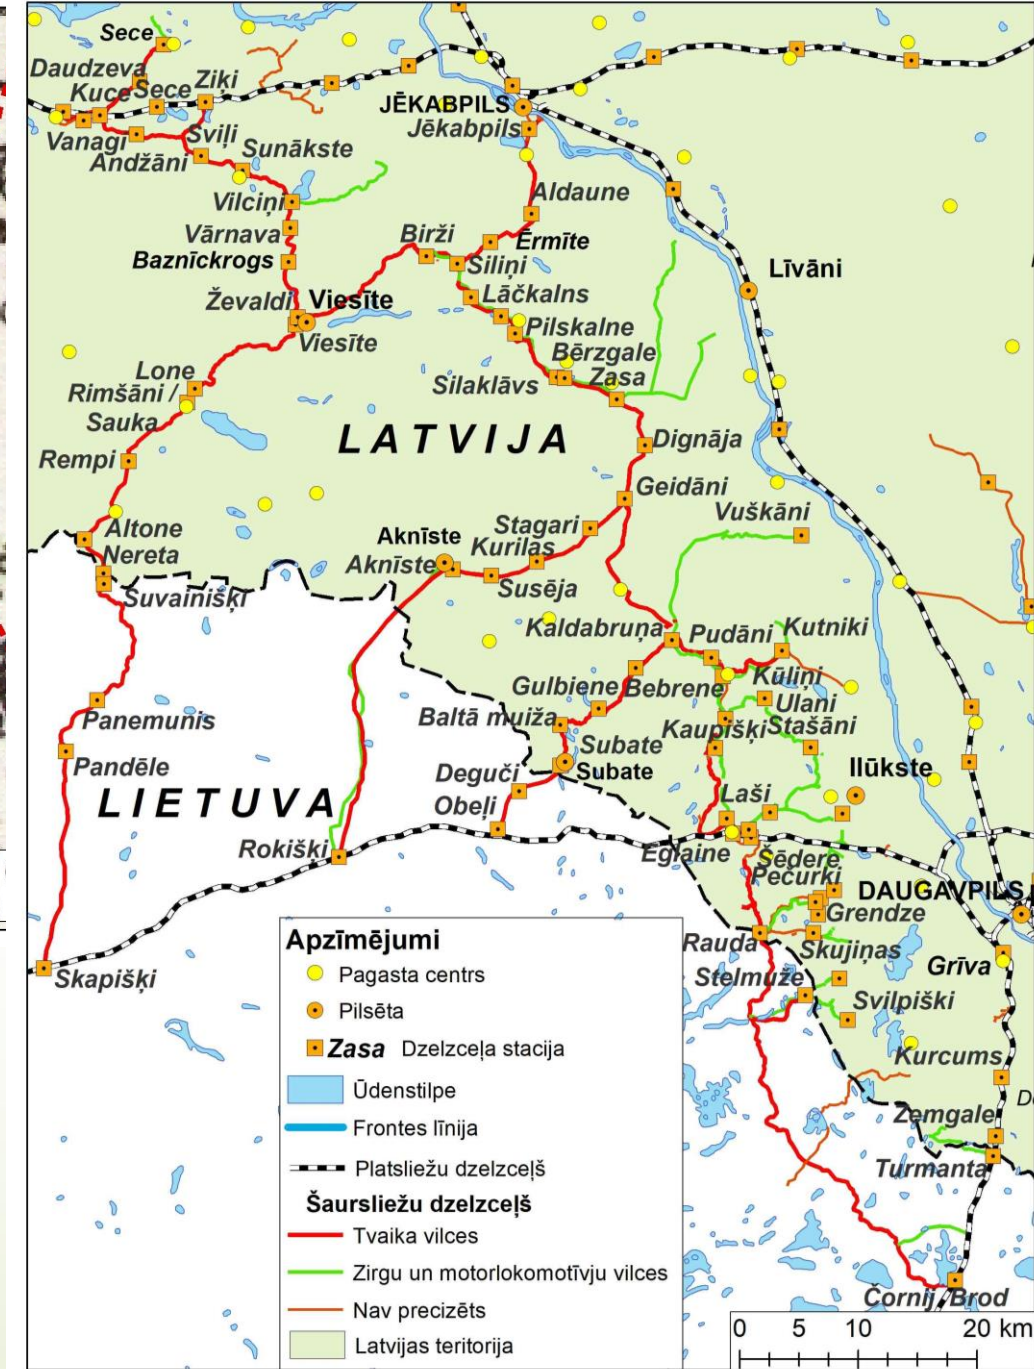 Sece
Daudzeva
Ziķi
Kuce
Sece
JĒKABPILS
Jēkabpils
Vanagi
Sviļi
Andžāni
Sunākste
Aldaune
Vilciņi
Vārnava
Birži
Ērmīte
Baznīckrogs
Siliņi
Līvāni
Ževaldi
Viesīte
Lāčkalns
Viesīte
Pilskalne
Bērzgale
Lone
Silaklāvs
Zasa
Rimšāni /
Sauka
LATVIJA
Dignāja
Rempi
Geidāni
Vuškāni
Altone
Stagari
Aknīste
Kurilas
Nereta
Aknīste
Susēja
Suvainišķi
Kaldabruņa
Pudāni
Kutniki
Kūliņi
Gulbiene
Bebrene
Ulani
Panemunis
Baltā muiža
Kaupišķi
Stašāni
Subate
Pandēle
Deguči
Subate
Ilūkste
LIETUVA
Obeļi
Laši
Rokišķi
Eglaine
Šēdere
Pečurki
DAUGAVPILS
Grendze
Rauda
Skujiņas
Skapišķi
Stelmuže
Grīva
Svilpiški
Kurcums
Zemgale
Turmanta
Čornij Brod
Apzīmējumi
Pagasta centrs
Pilsēta
Zasa Dzelzceļa stacija
Ūdenstilpe
Frontes līnija
Platsliežu dzelzceļš
Šaursliežu dzelzceļš
Tvaika vilces
Zirgu un motorlokomotīvju vilces
Nav precizēts
Latvijas teritorija
0 5 10 20 km